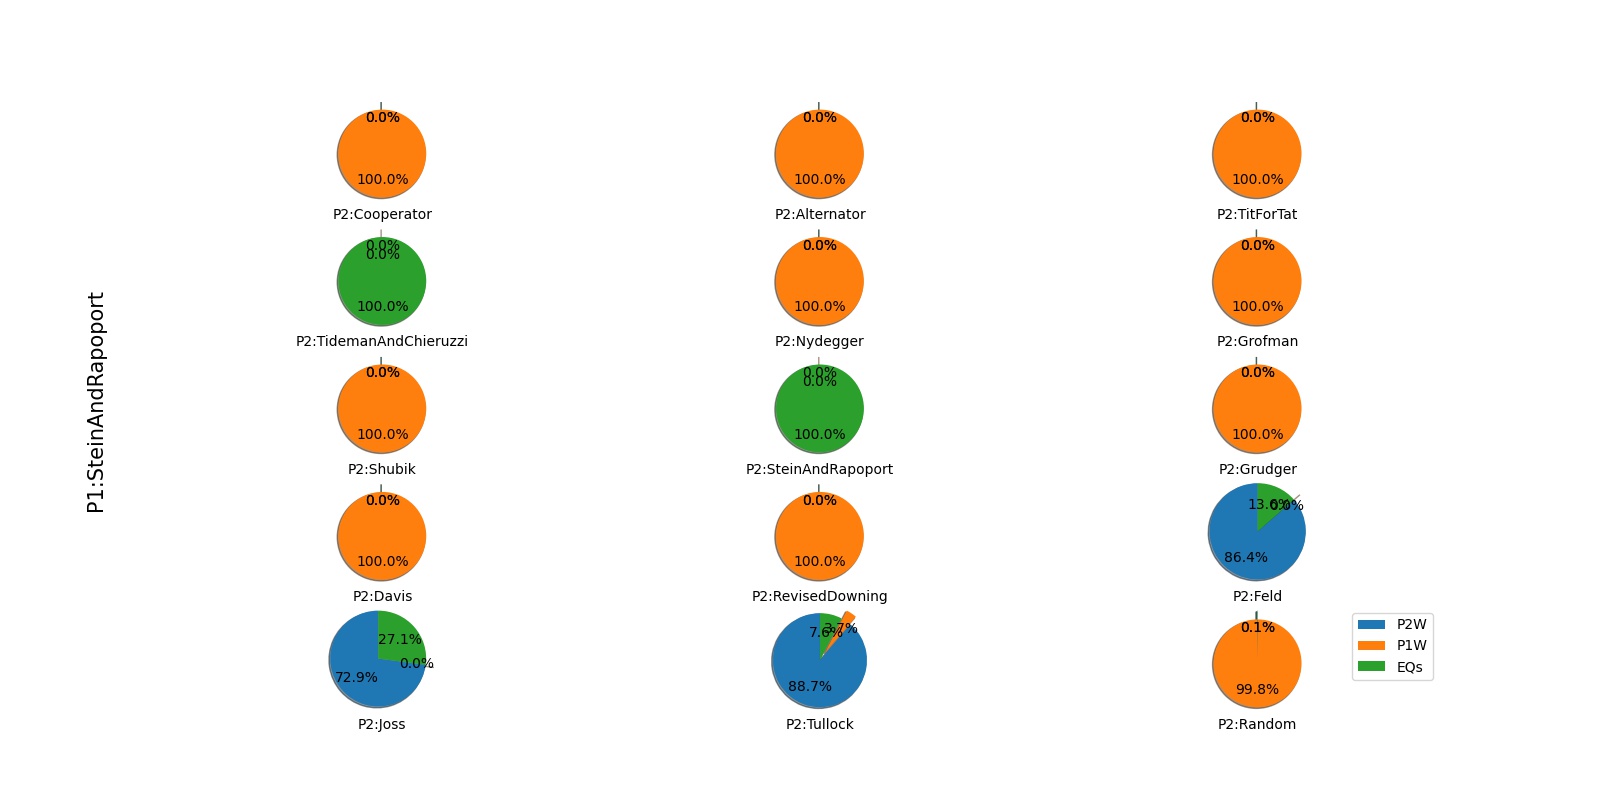 P1:SteinAndRapoport
0.0%
100.0%
P2:Cooperator
0.0%
100.0%
P2:Alternator
0.0%
100.0%
P2:TitForTat
0.0%
0.0%
100.0%
P2:TidemanAndChieruzzi
0.0%
100.0%
P2:Nydegger
0.0%
100.0%
P2:Grofman
0.0%
100.0%
P2:Shubik
0.0%
0.0%
100.0%
P2:SteinAndRapoport
0.0%
100.0%
P2:Grudger
0.0%
100.0%
P2:Davis
0.0%
100.0%
P2:RevisedDowning
13.6%
0.0%
86.4%
P2:Feld
27.1%
0.0%
72.9%
P2:Joss
7.6%
3.7%
88.7%
P2:Tullock
0.1%
99.8%
P2:Random
P2W
P1W
EQs